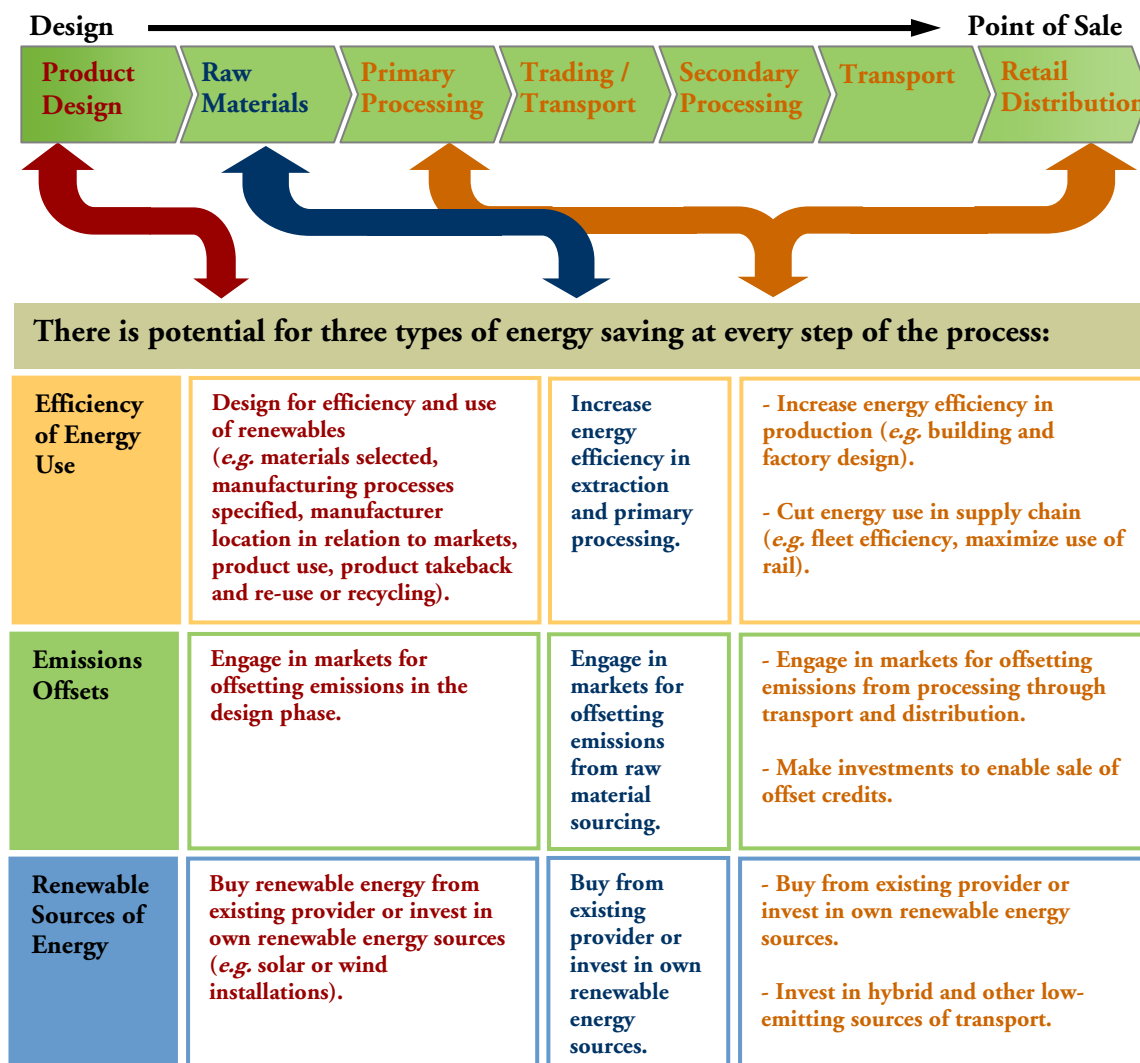 Design
Point of Sale
Product
Design
Raw
Materials
Primary
Processing
Trading /
Transport
Secondary
Processing
Transport
Retail
Distribution
There is potential for three types of energy saving at every step of the process:
Efficiency
of Energy
Use
Design for efficiency and use
of renewables
(e.g. materials selected,
manufacturing processes
specified, manufacturer
location in relation to markets,
product use, product takeback
and re-use or recycling).
Increase
energy
efficiency in
extraction
and primary
processing.
- Increase energy efficiency in
production (e.g. building and
factory design).
- Cut energy use in supply chain
(e.g. fleet efficiency, maximize use of
rail).
Emissions
Offsets
Engage in markets for
offsetting emissions in the
design phase.
Engage in
markets for
offsetting
emissions
from raw
material
sourcing.
- Engage in markets for offsetting
emissions from processing through
transport and distribution.
- Make investments to enable sale of
offset credits.
Renewable
Sources of
Energy
Buy renewable energy from
existing provider or invest in
own renewable energy sources
(e.g. solar or wind
installations).
Buy from
existing
provider or
invest in own
renewable
energy
sources.
- Buy from existing provider or
invest in own renewable energy
sources.
- Invest in hybrid and other low-
emitting sources of transport.